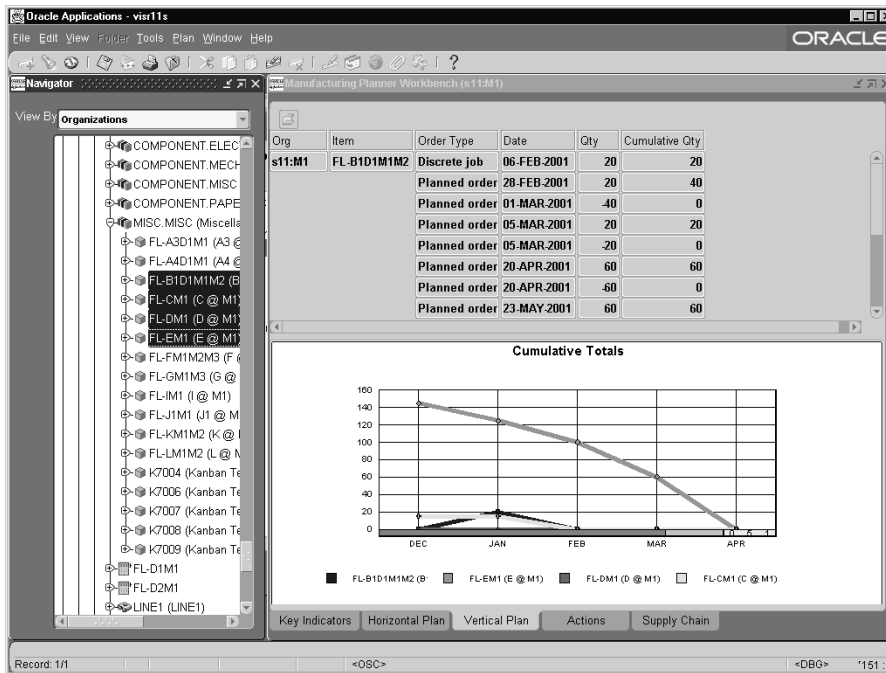 Oracle Applications - visr11s
File Edit View Folder Tools Plan Window Help
ORACLE
Navigator
Manufacturing Planner Workbench (s11:M1)
View By Organizations
COMPONENT.ELEC
COMPONENT.MECH
COMPONENT.MISC
COMPONENT.PAPE
MISC.MISC (Miscella
FL-A3D1M1 (A3 @
FL-A4D1M1 (A4 @
FL-B1D1M1M2 (B
FL-CM1 (C @ M1)
FL-DM1 (D @ M1)
FL-EM1 (E @ M1)
FL-FM1M2M3 (F @
FL-GM1M3 (G @
FL-IM1 (I @ M1)
FL-J1M1 (J1 @ M
FL-KM1M2 (K @
FL-LM1M2 (L @ M
K7004 (Kanban Te
K7006 (Kanban Te
K7007 (Kanban Te
K7008 (Kanban Te
K7009 (Kanban Te
FL-D1M1
FL-D2M1
LINE1 (LINE1)
Org Item Order Type Date Qty Cumulative Qty
s11:M1 FL-B1D1M1M2 Discrete job 06-FEB-2001 20 20
Planned order 28-FEB-2001 20 40
Planned order 01-MAR-2001 -40 0
Planned order 05-MAR-2001 20 20
Planned order 05-MAR-2001 -20 0
Planned order 20-APR-2001 60 60
Planned order 20-APR-2001 -60 0
Planned order 23-MAY-2001 60 60
Cumulative Totals
160
140
120
100
80
60
40
20
0
DEC JAN FEB MAR APR
FL-B1D1M1M2 (B FL-EM1 (E @ M1) FL-DM1 (D @ M1) FL-CM1 (C @ M1)
Key Indicators Horizontal Plan Vertical Plan Actions Supply Chain
Record: 1/1 <OSC> <DBG> '151 :